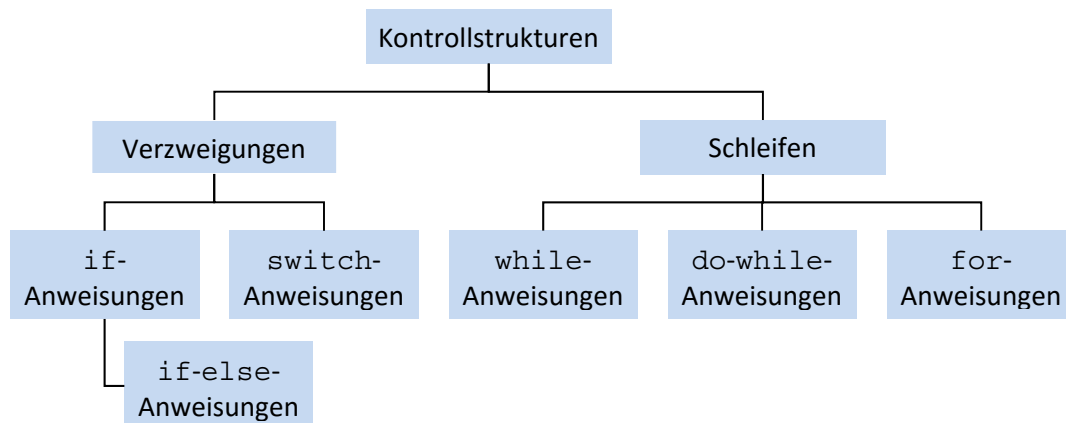 Kontrollstrukturen
Verzweigungen
Schleifen
if-
Anweisungen
switch-
Anweisungen
while-
Anweisungen
do-while-
Anweisungen
for-
Anweisungen
if-else-
Anweisungen